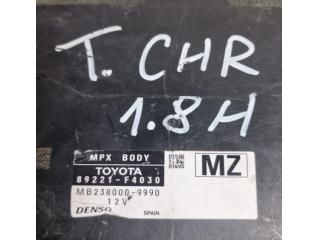 T. CHR
1.8H
MPX BODY
TOYOTA
89221-F4030
MB238000-9990
12V
DENSO
SPAIN
MZ